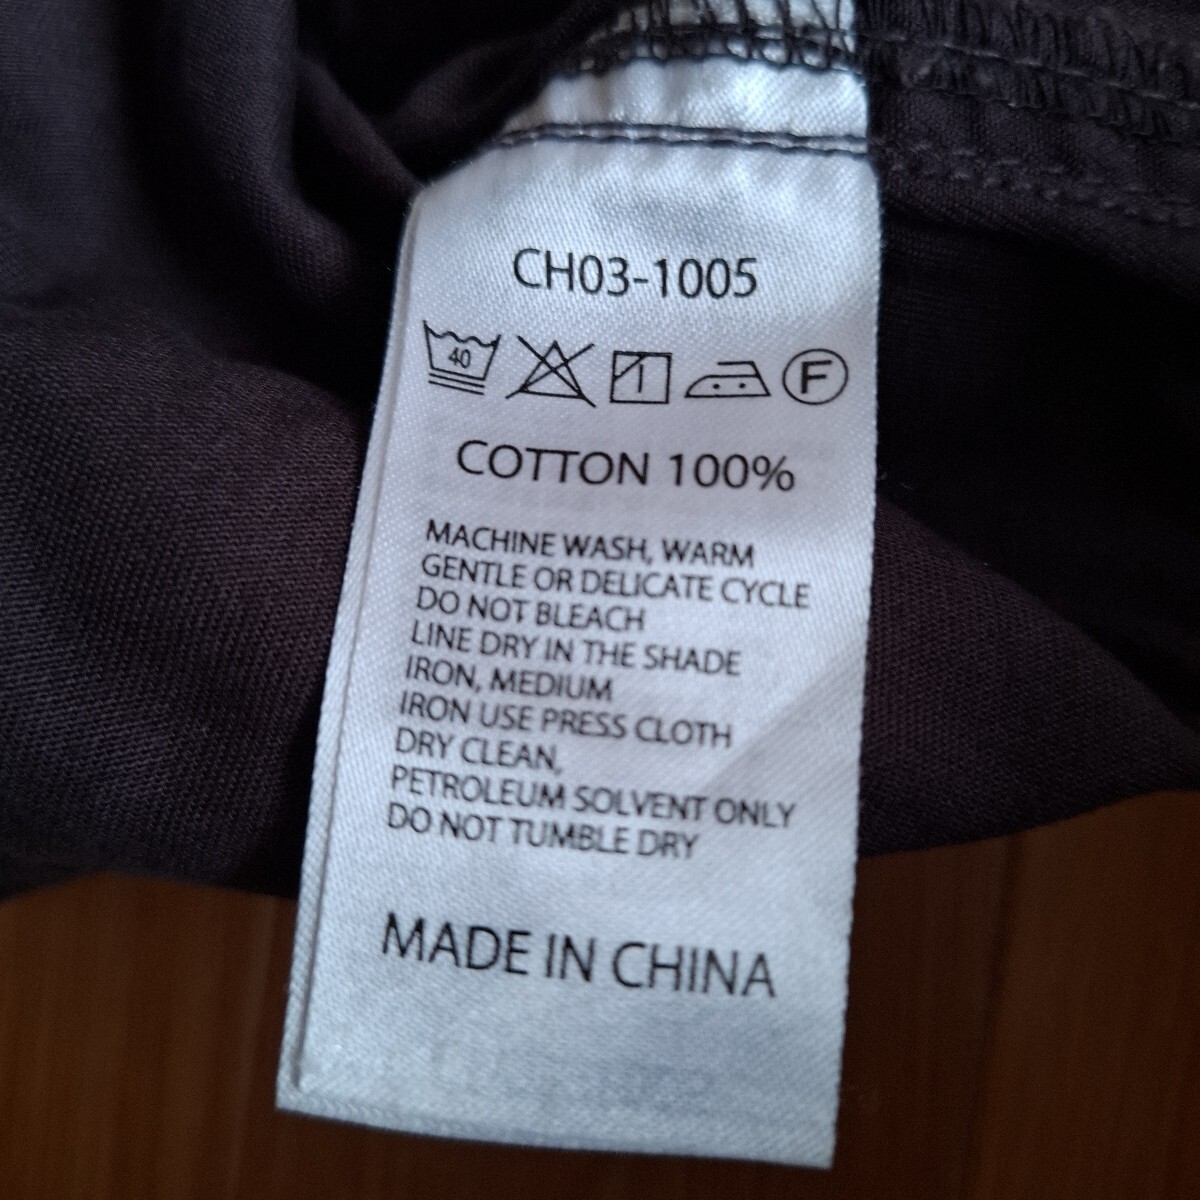 CH03-1005
40 F
COTTON 100%
MACHINE WASH, WARM
GENTLE OR DELICATE CYCLE
DO NOT BLEACH
LINE DRY IN THE SHADE
IRON, MEDIUM
IRON USE PRESS CLOTH
DRY CLEAN,
PETROLEUM SOLVENT ONLY
DO NOT TUMBLE DRY
MADE IN CHINA